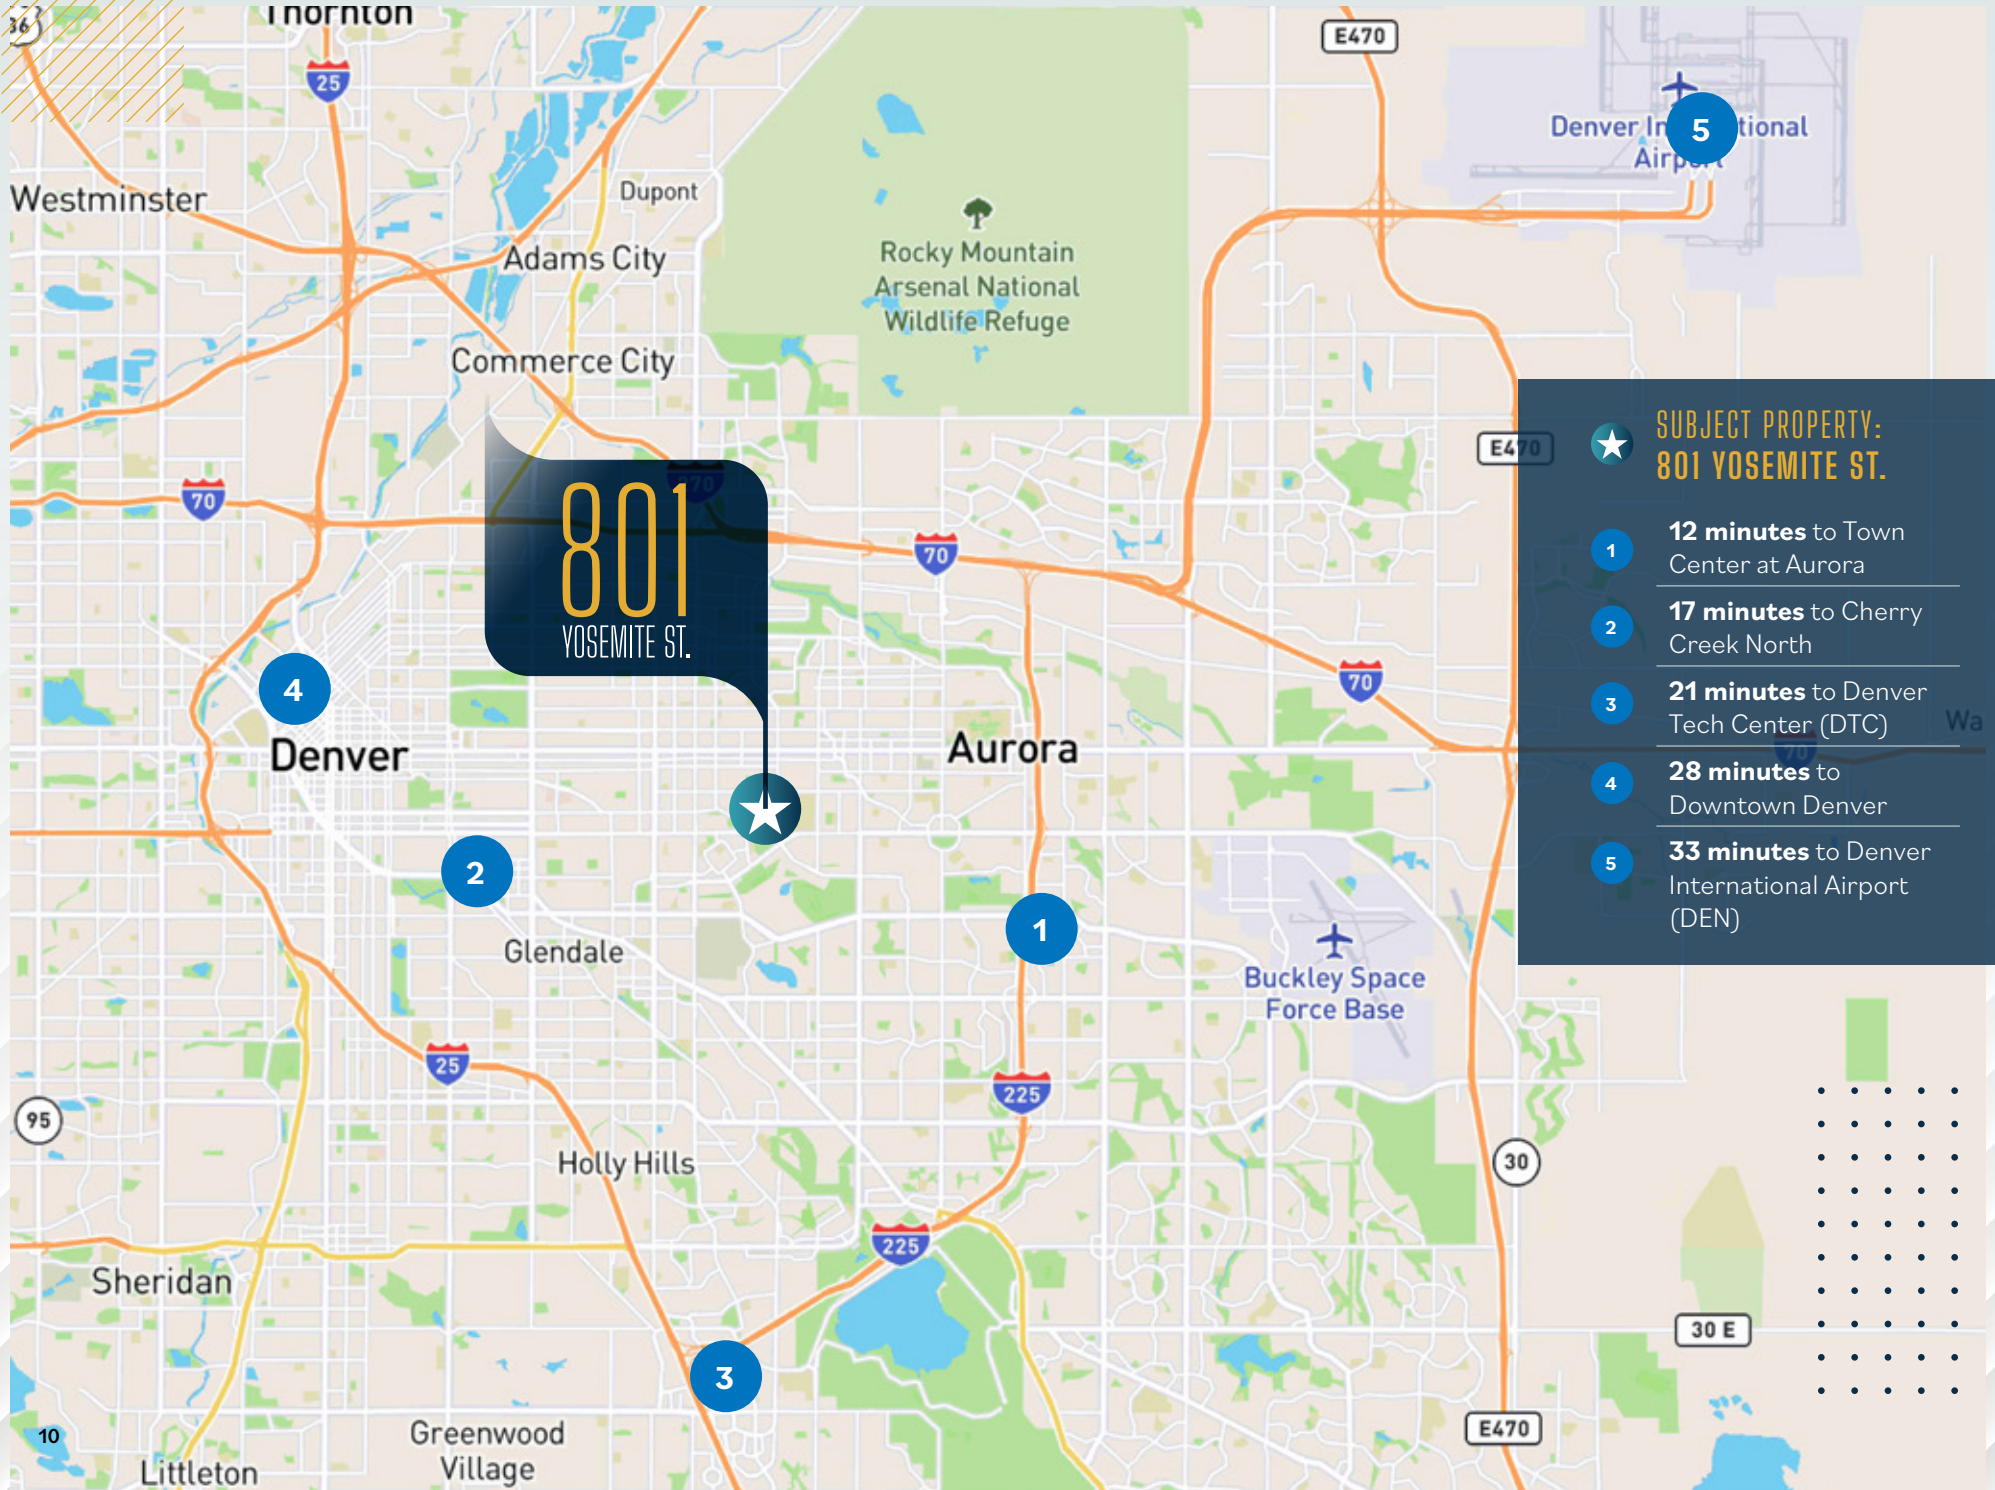 Thornton
36
25
E470
Denver International
Airport
5
Westminster
Dupont
Adams City
Rocky Mountain
Arsenal National
Wildlife Refuge
Commerce City
E470
70
270
801
YOSEMITE ST.
70
70
4
Denver
Aurora
2
1
Glendale
Buckley Space
Force Base
25
225
95
Holly Hills
30
225
Sheridan
30 E
3
Greenwood
Village
E470
Littleton
10
SUBJECT PROPERTY:
801 YOSEMITE ST.
1
12 minutes to Town
Center at Aurora
2
17 minutes to Cherry
Creek North
3
21 minutes to Denver
Tech Center (DTC)
Wa
70
4
28 minutes to
Downtown Denver
5
33 minutes to Denver
International Airport
(DEN)